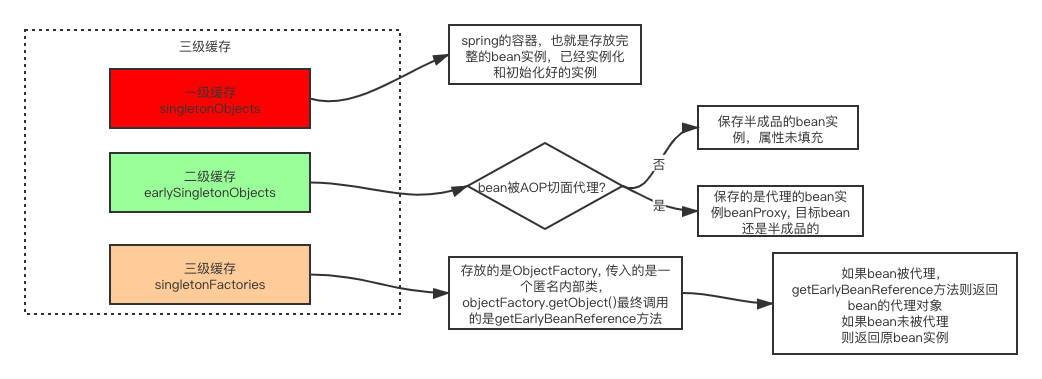 三级缓存
一级缓存
singletonObjects
spring的容器，也就是存放完
整的bean实例，已经实例化
和初始化好的实例
二级缓存
earlySingletonObjects
bean被AOP切面代理？
否
保存半成品的bean实
例，属性未填充
是
保存的是代理的bean实
例beanProxy, 目标bean
还是半成品的
三级缓存
singletonFactories
存放的是ObjectFactory, 传入的是一
个匿名内部类，
objectFactory.getObject()最终调用
的是getEarlyBeanReference方法
如果bean被代理，
getEarlyBeanReference方法则返回
bean的代理对象
如果bean未被代理
则返回原bean实例